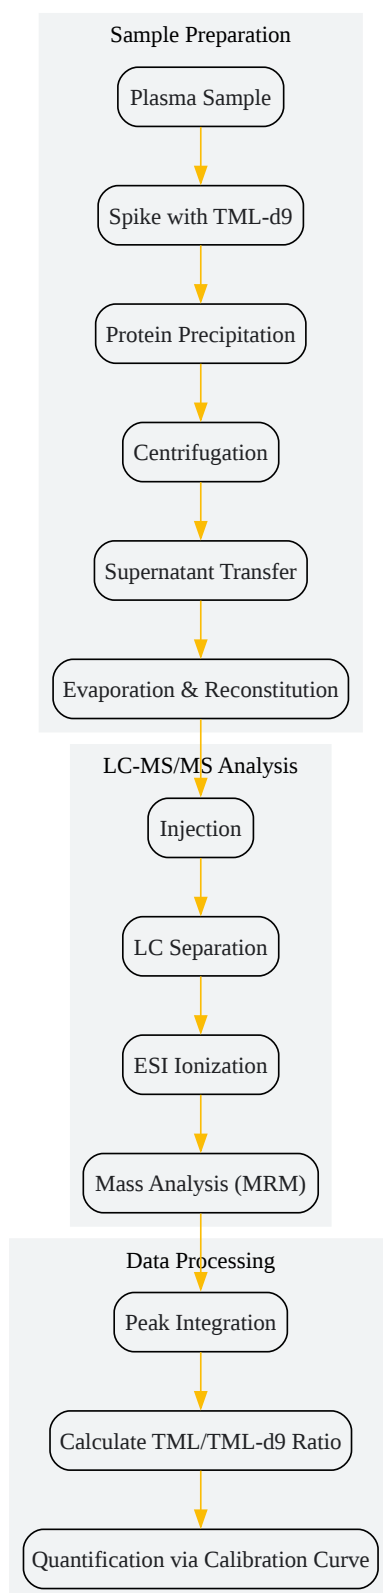 Sample Preparation
Plasma Sample
Spike with TML-d9
Protein Precipitation
Centrifugation
Supernatant Transfer
Evaporation & Reconstitution
LC-MS/MS Analysis
Injection
LC Separation
ESI Ionization
Mass Analysis (MRM)
Data Processing
Peak Integration
Calculate TML/TML-d9 Ratio
Quantification via Calibration Curve